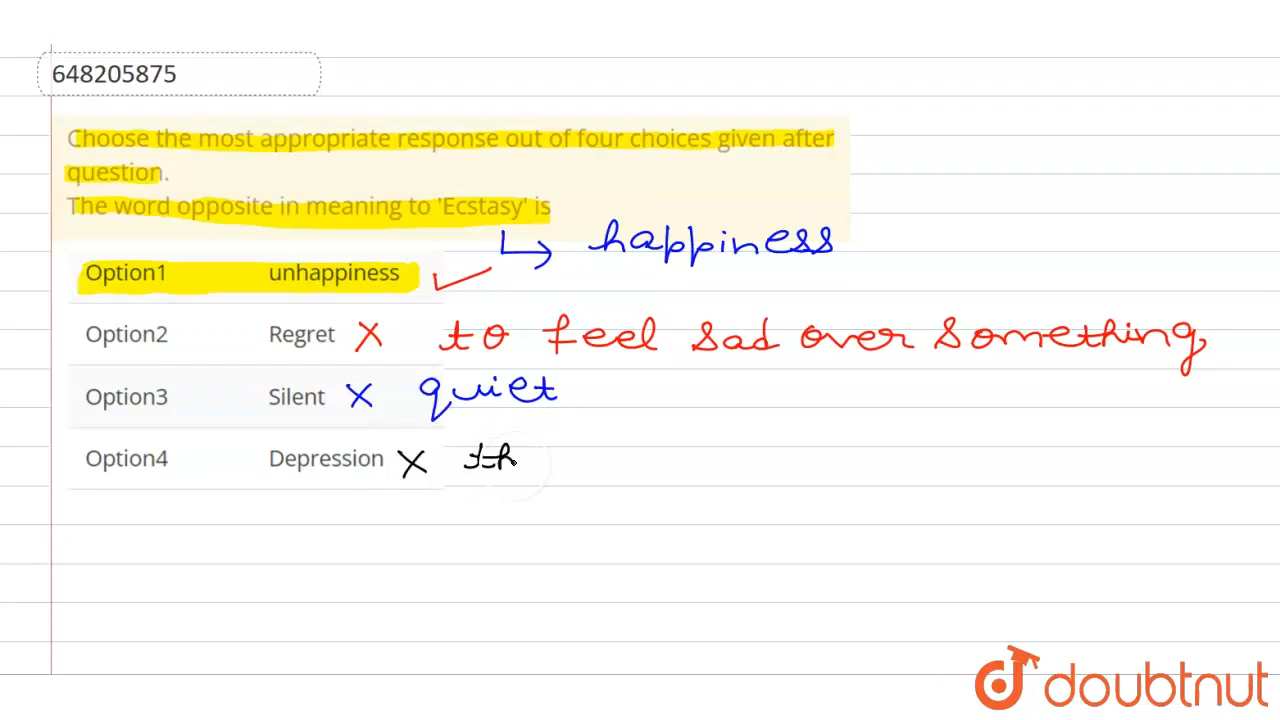 648205875
Choose the most appropriate response out of four choices given after
question.
The word opposite in meaning to 'Ecstasy' is
↳ happiness
Option1 unhappiness ✓
Option2 Regret X to feel sad over something,
Option3 Silent X quiet
Option4 Depression X th
doubtnut